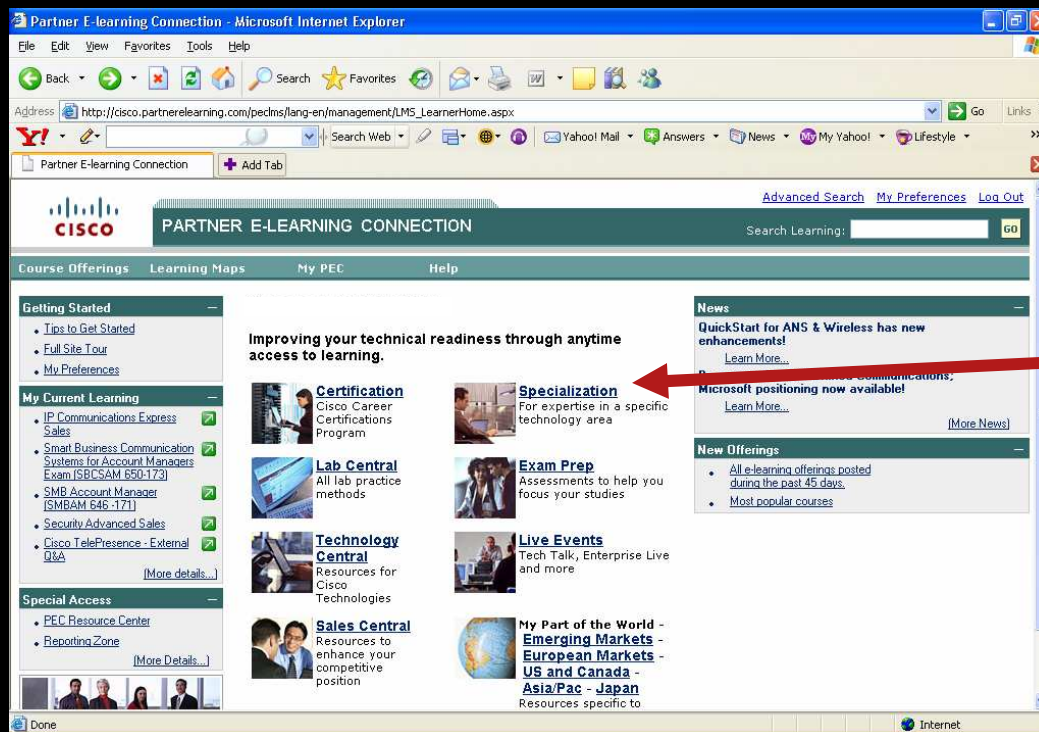 Partner E-learning Connection - Microsoft Internet Explorer
File Edit View Favorites Tools Help
Back Search Favorites
Address http://cisco.partnerelearning.com/peclms/lang-en/management/LMS_LearnerHome.aspx Go Links
Y! Search Web Yahoo! Mail Answers News My Yahoo! Lifestyle »
Partner E-learning Connection Add Tab
Advanced Search My Preferences Log Out
CISCO
PARTNER E-LEARNING CONNECTION
Search Learning: GO
Course Offerings Learning Maps My PEC Help
Getting Started
Tips to Get Started
Full Site Tour
My Preferences
My Current Learning
IP Communications Express
Sales
Smart Business Communication
Systems for Account Managers
Exam (SBCSAM 650-173)
SMB Account Manager
(SMBAM 646 -171)
Security Advanced Sales
Cisco TelePresence - External
Q&A
(More details...)
Special Access
PEC Resource Center
Reporting Zone
(More Details...)
Improving your technical readiness through anytime
access to learning.
Certification
Cisco Career
Certifications
Program
Specialization
For expertise in a specific
technology area
Lab Central
All lab practice
methods
Exam Prep
Assessments to help you
focus your studies
Technology
Central
Resources for
Cisco
Technologies
Live Events
Tech Talk, Enterprise Live
and more
Sales Central
Resources to
enhance your
competitive
position
My Part of the World -
Emerging Markets -
European Markets -
US and Canada -
Asia/Pac - Japan
Resources specific to
News
QuickStart for ANS & Wireless has new
enhancements!
Learn More...
Communications;
Microsoft positioning now available!
Learn More...
(More News)
New Offerings
All e-learning offerings posted
during the past 45 days.
Most popular courses
Done Internet